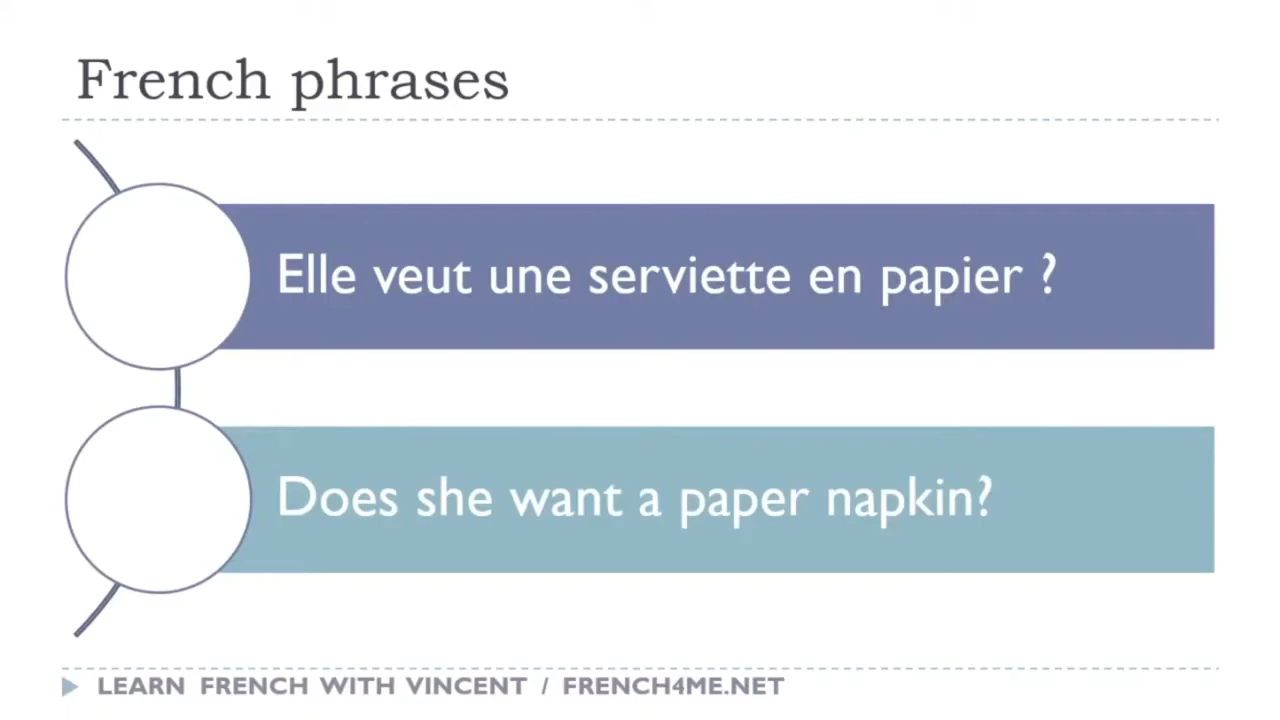 French phrases
Elle veut une serviette en papier ?
Does she want a paper napkin?
LEARN FRENCH WITH VINCENT / FRENCH4ME.NET